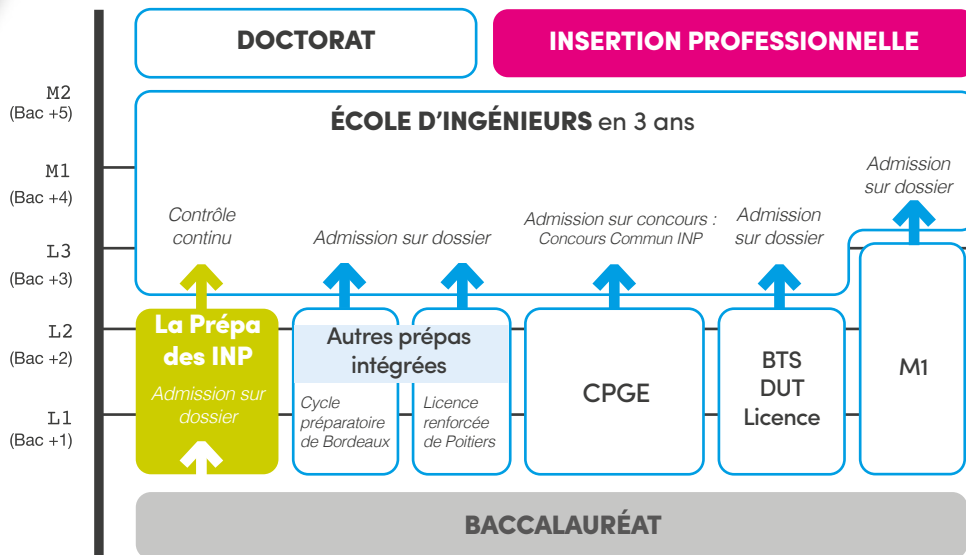 DOCTORAT
INSERTION PROFESSIONNELLE
M2
(Bac +5)
ÉCOLE D'INGÉNIEURS en 3 ans
M1
(Bac +4)
Admission
sur dossier
Contrôle
continu
Admission sur dossier
Admission sur concours :
Concours Commun INP
Admission
sur dossier
L3
(Bac +3)
L2
(Bac +2)
La Prépa
des INP
Admission sur
dossier
Autres prépas
intégrées
Cycle
préparatoire
de Bordeaux
Licence
renforcée
de Poitiers
CPGE
BTS
DUT
Licence
M1
L1
(Bac +1)
BACCALAURÉAT